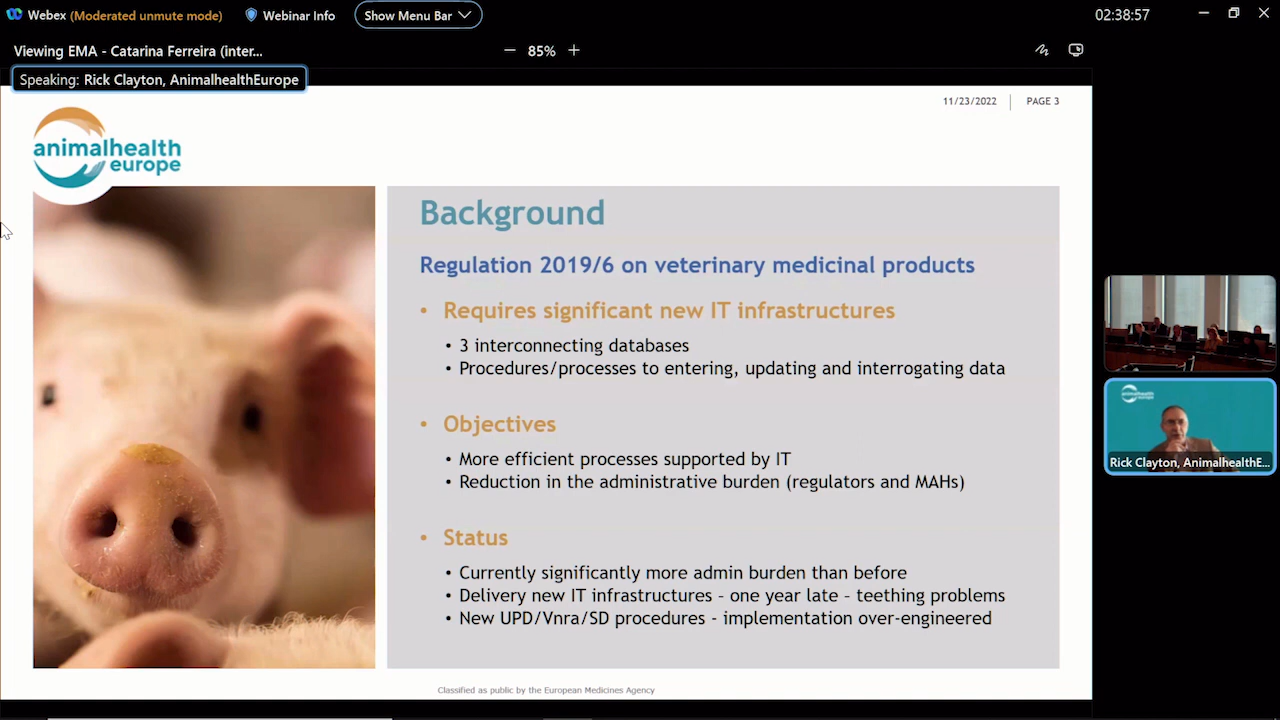 Webex (Moderated unmute mode) Webinar Info Show Menu Bar 02:38:57
Viewing EMA - Catarina Ferreira (inter... 85%
Speaking: Rick Clayton, AnimalhealthEurope
11/23/2022 PAGE 3
animalhealth
europe
Background
Regulation 2019/6 on veterinary medicinal products
• Requires significant new IT infrastructures
• 3 interconnecting databases
• Procedures/processes to entering, updating and interrogating data
• Objectives
• More efficient processes supported by IT
• Reduction in the administrative burden (regulators and MAHs)
• Status
• Currently significantly more admin burden than before
• Delivery new IT infrastructures – one year late – teething problems
• New UPD/Vnra/SD procedures - implementation over-engineered
Classified as public by the European Medicines Agency
animalhealth
europe
Rick Clayton, AnimalhealthE...